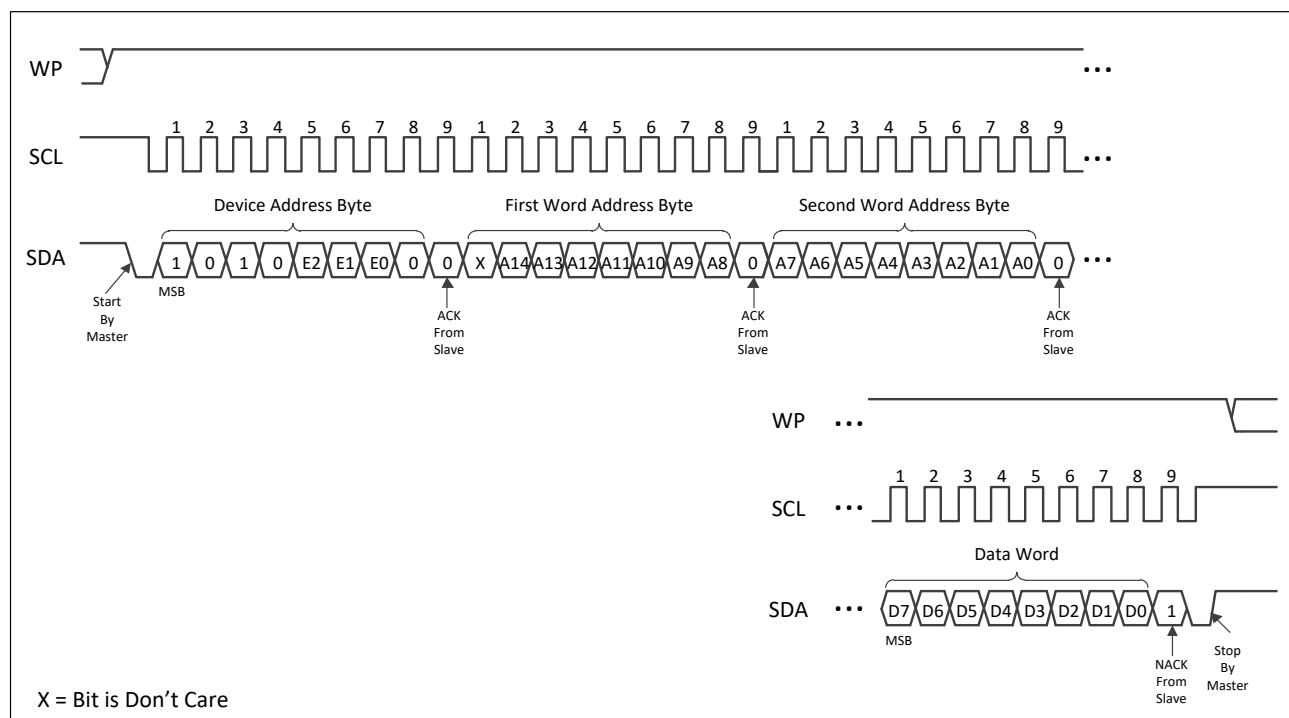 WP
...
1 2 3 4 5 6 7 8 9 1 2 3 4 5 6 7 8 9 1 2 3 4 5 6 7 8 9
SCL
...
Device Address Byte First Word Address Byte Second Word Address Byte
SDA
1 0 1 0 E2 E1 E0 0 0 X A14 A13 A12 A11 A10 A9 A8 0 A7 A6 A5 A4 A3 A2 A1 A0 0 ...
MSB
Start
By
Master
ACK
From
Slave
ACK
From
Slave
ACK
From
Slave
WP ...
1 2 3 4 5 6 7 8 9
SCL ...
Data Word
SDA ... D7 D6 D5 D4 D3 D2 D1 D0 1
MSB
NACK
From
Slave
Stop
By
Master
X = Bit is Don’t Care